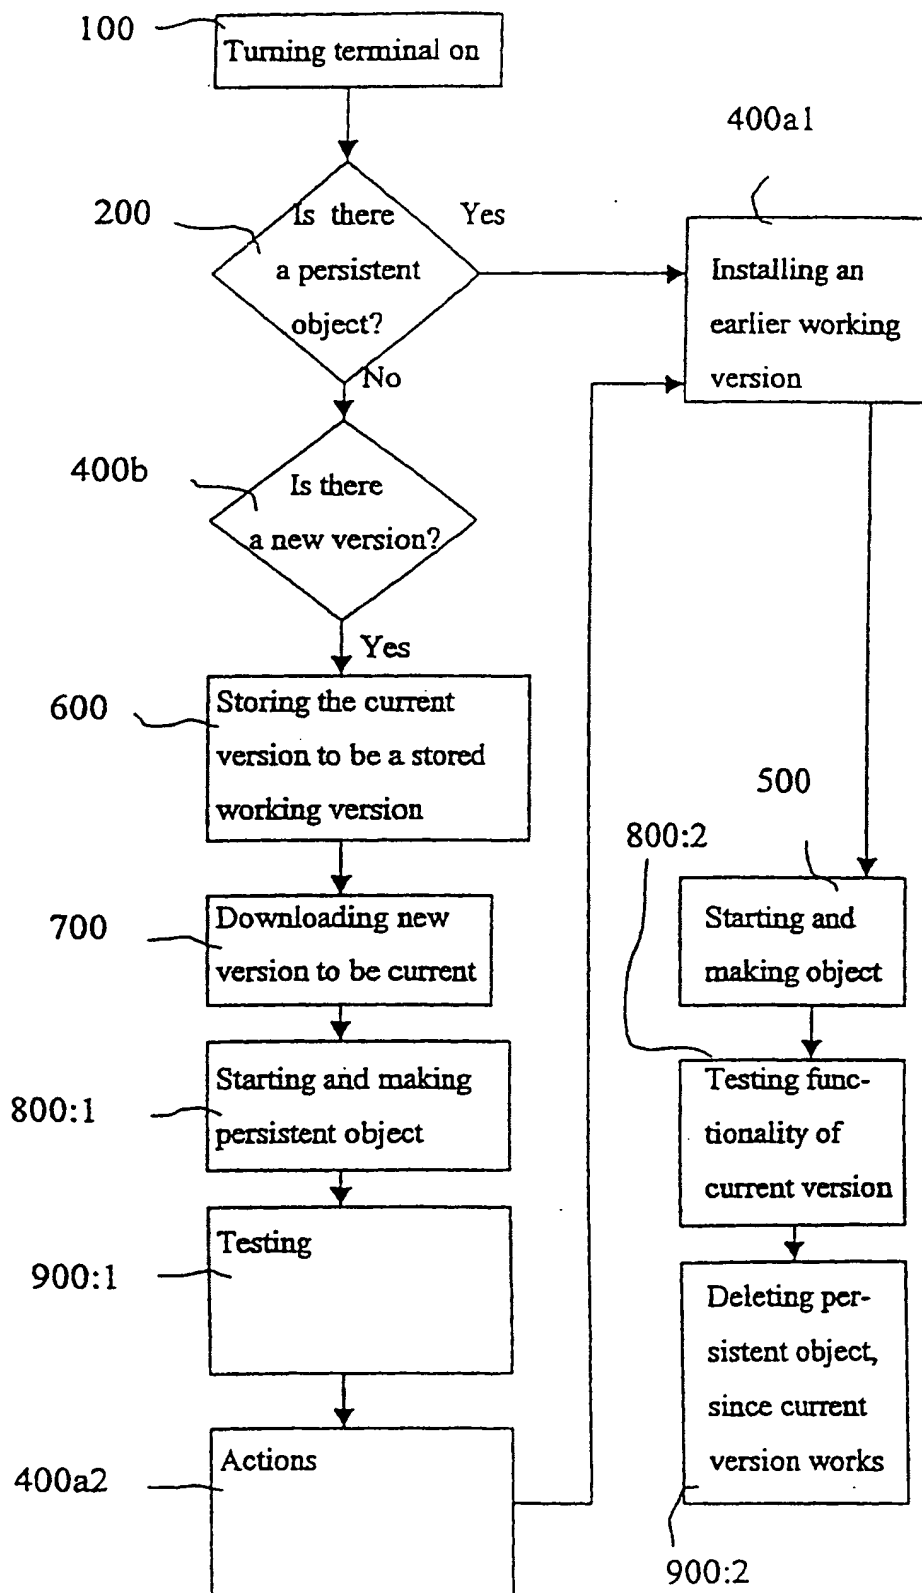 100
Turning terminal on
400a1
200
Is there
a persistent
object?
Yes
Installing an
earlier working
version
No
400b
Is there
a new version?
Yes
600
Storing the current
version to be a stored
working version
500
800:2
700
Downloading new
version to be current
Starting and
making object
800:1
Starting and making
persistent object
Testing func-
tionality of
current version
900:1
Testing
Deleting per-
sistent object,
since current
version works
400a2
Actions
900:2